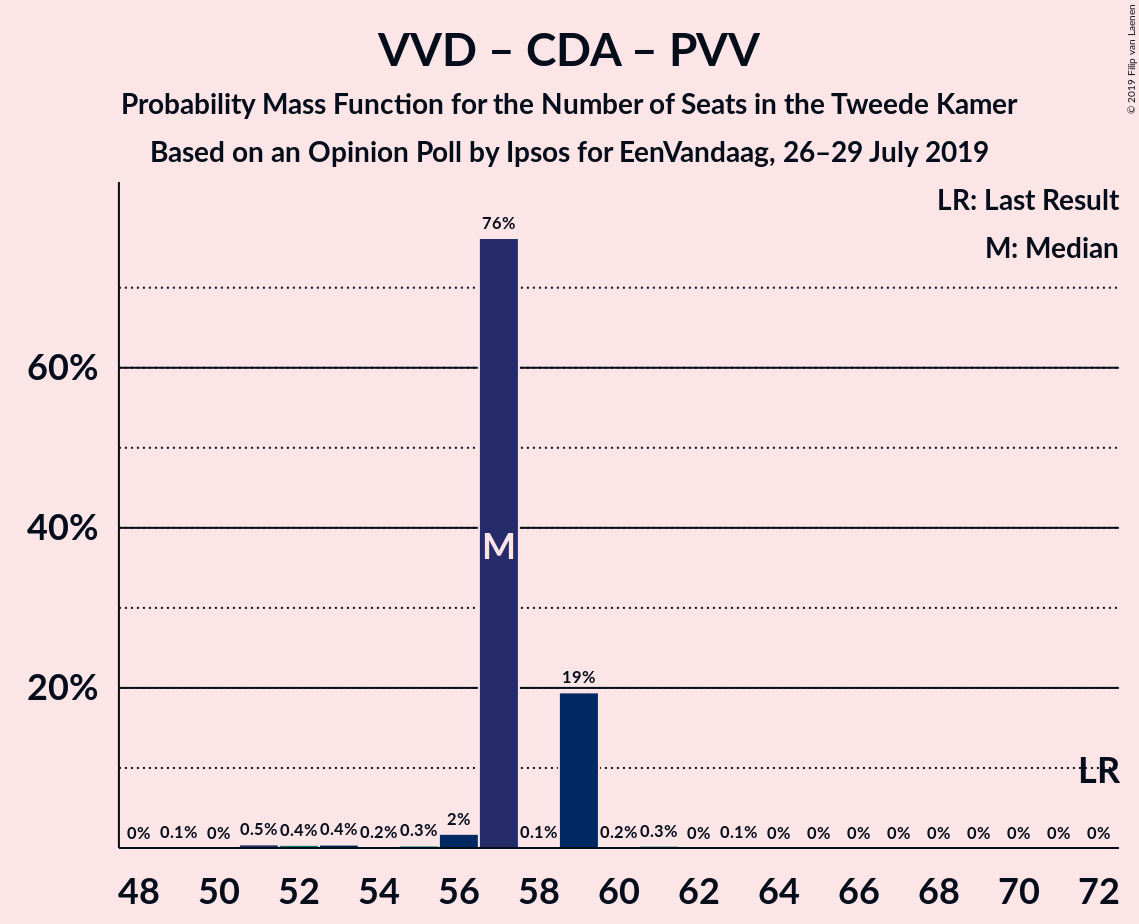 VVD – CDA – PVV
Probability Mass Function for the Number of Seats in the Tweede Kamer
Based on an Opinion Poll by Ipsos for EenVandaag, 26–29 July 2019
© 2019 Filip van Laenen
LR: Last Result
M: Median
76%
60%
M
40%
19%
20%
LR
0% 0.1% 0% 0.5% 0.4% 0.4% 0.2% 0.3% 2% 0.1% 0.2% 0.3% 0% 0.1% 0% 0% 0% 0% 0% 0% 0% 0% 0%
48 50 52 54 56 58 60 62 64 66 68 70 72